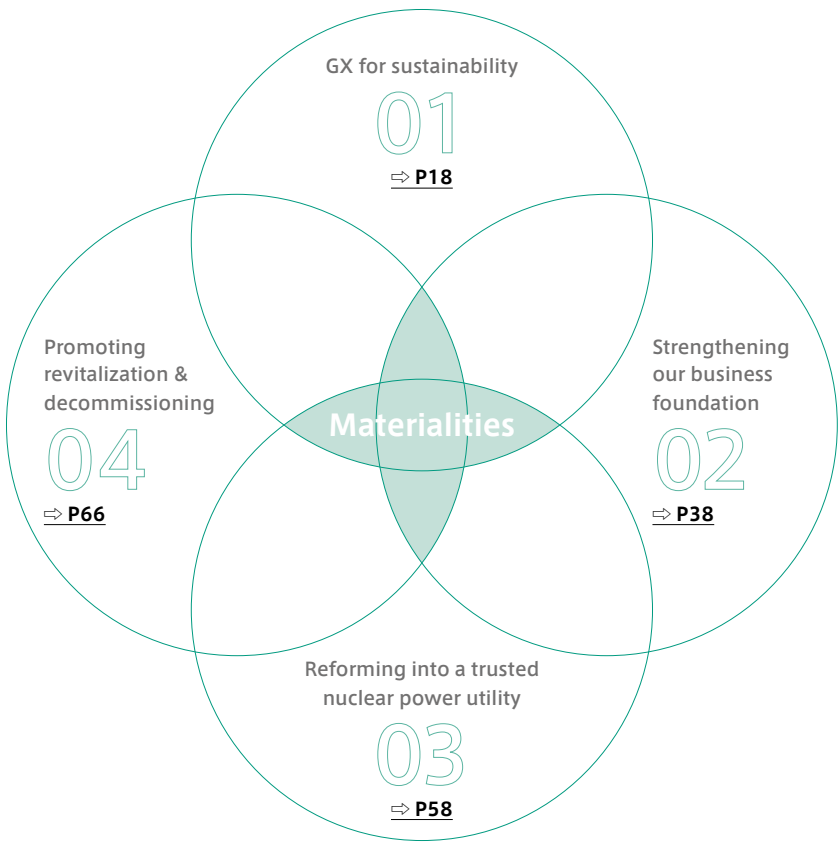 GX for sustainability
01
⇨ P18
Promoting
revitalization &
decommissioning
04
⇨ P66
Materialities
Strengthening
our business
foundation
02
⇨ P38
Reforming into a trusted
nuclear power utility
03
⇨ P58